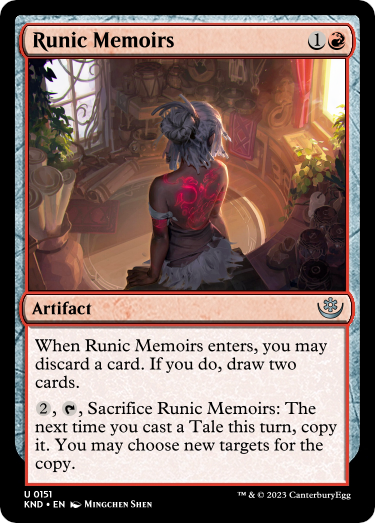 Runic Memoirs 1
Artifact
When Runic Memoirs enters, you may
discard a card. If you do, draw two
cards.
2, , Sacrifice Runic Memoirs: The
next time you cast a Tale this turn, copy
it. You may choose new targets for the
copy.
U 0151
KND • EN Mingchen Shen
™ & © 2023 CanterburyEgg